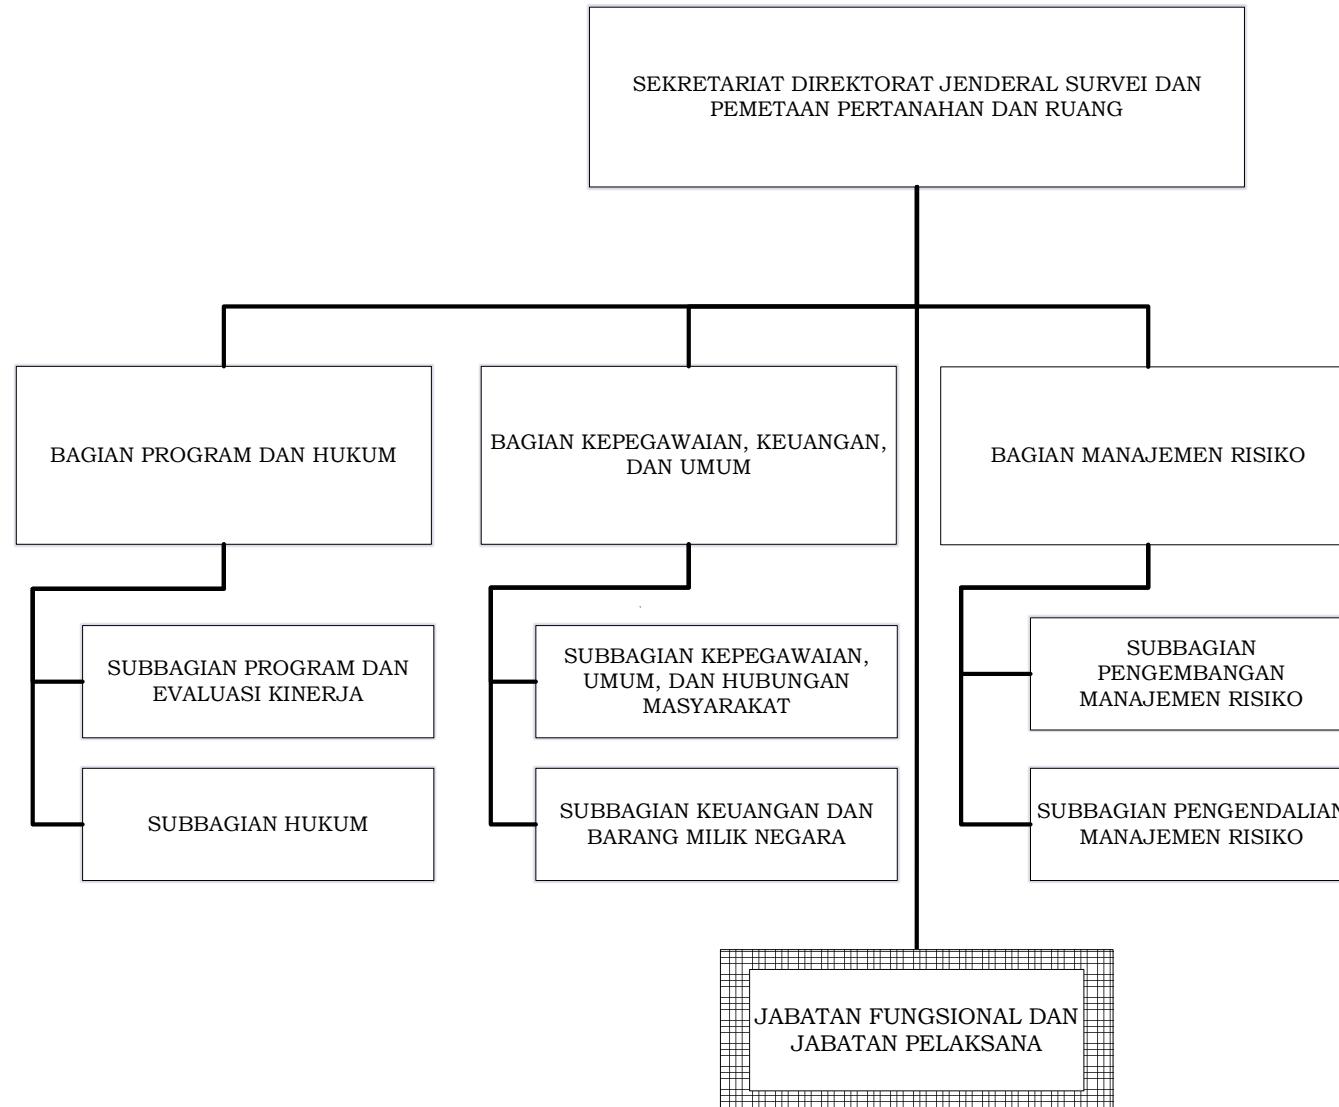 SEKRETARIAT DIREKTORAT JENDERAL SURVEI DAN
PEMETAAN PERTANAHAN DAN RUANG
BAGIAN PROGRAM DAN HUKUM
BAGIAN KEPEGAWAIAN, KEUANGAN,
DAN UMUM
BAGIAN MANAJEMEN RISIKO
SUBBAGIAN PROGRAM DAN
EVALUASI KINERJA
SUBBAGIAN KEPEGAWAIAN,
UMUM, DAN HUBUNGAN
MASYARAKAT
SUBBAGIAN
PENGEMBANGAN
MANAJEMEN RISIKO
SUBBAGIAN HUKUM
SUBBAGIAN KEUANGAN DAN
BARANG MILIK NEGARA
SUBBAGIAN PENGENDALIAN
MANAJEMEN RISIKO
JABATAN FUNGSIONAL DAN
JABATAN PELAKSANA